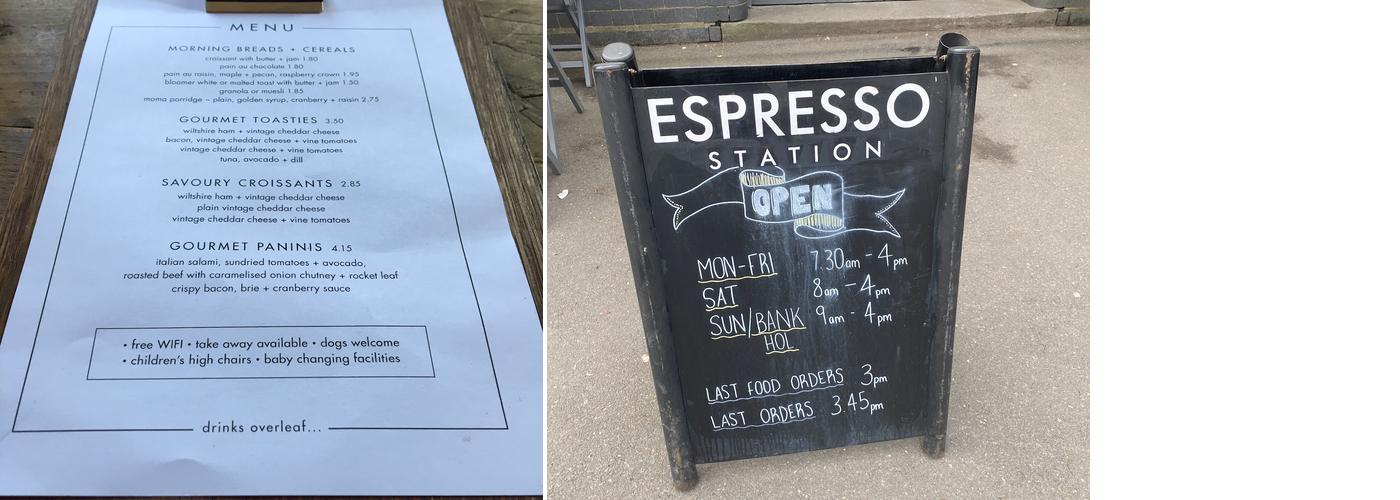 MENU
MORNING BREADS + CEREALS
croissant with butter + jam 1.80
pain au chocolate 1.80
pain au raisin, maple + pecan, raspberry crown 1.95
bloomer white or malted toast with butter + jam 1.50
granola or muesli 1.85
moma porridge – plain, golden syrup, cranberry + raisin 2.75
GOURMET TOASTIES 3.50
wiltshire ham + vintage cheddar cheese
bacon, vintage cheddar cheese + vine tomatoes
vintage cheddar cheese + vine tomatoes
tuna, avocado + dill
SAVOURY CROISSANTS 2.85
wiltshire ham + vintage cheddar cheese
plain vintage cheddar cheese
vintage cheddar cheese + vine tomatoes
GOURMET PANINIS 4.15
italian salami, sundried tomatoes + avocado,
roasted beef with caramelised onion chutney + rocket leaf
crispy bacon, brie + cranberry sauce
• free WIFI • take away available • dogs welcome
• children's high chairs • baby changing facilities
drinks overleaf...
ESPRESSO
STATION
OPEN
MON-FRI 7.30am - 4pm
SAT 8am - 4pm
SUN/BANK 9am - 4pm
HOL
LAST FOOD ORDERS 3pm
LAST ORDERS 3.45pm